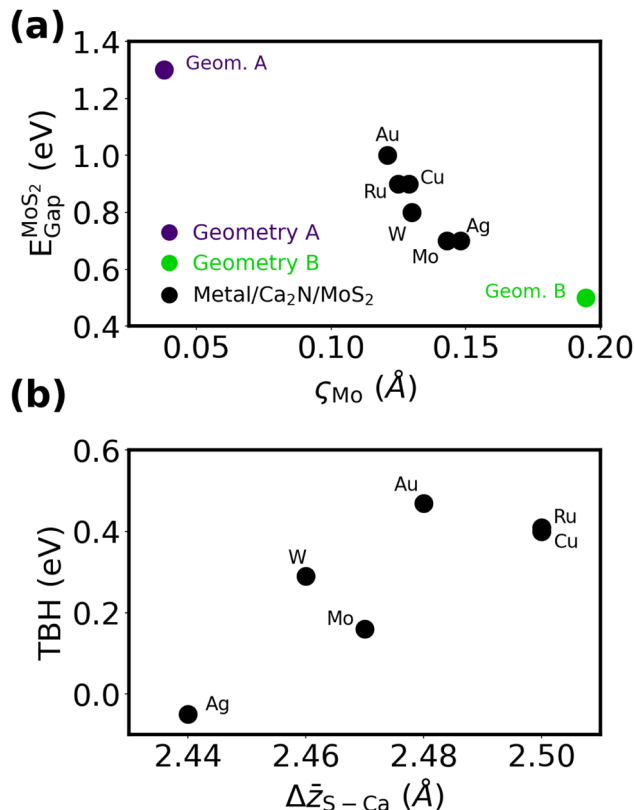 (a)
1.4
1.2
1.0
0.8
0.6
0.4
E^{MoS₂}_{Gap} (eV)
Geom. A
Au
Ru Cu
W
Mo Ag
Geom. B
Geometry A
Geometry B
Metal/Ca₂N/MoS₂
0.05 0.10 0.15 0.20
ςMo (Å)
(b)
0.6
0.4
0.2
0.0
TBH (eV)
Au
Ru
Cu
W
Mo
Ag
2.44 2.46 2.48 2.50
Δz̄S − Ca (Å)